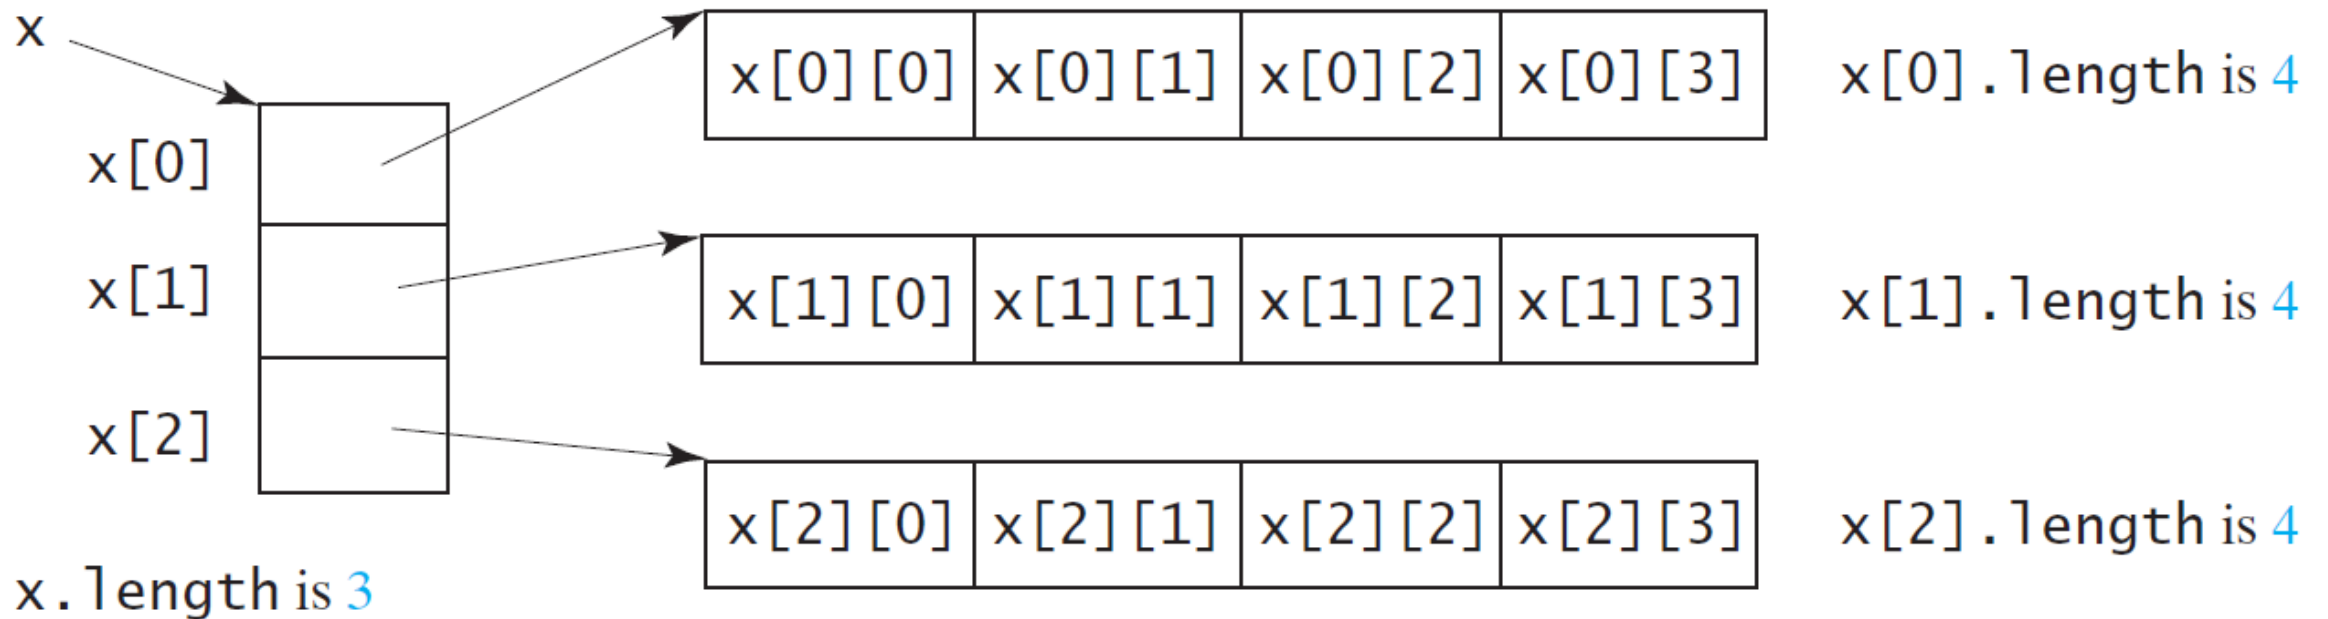 x
x[0][0] x[0][1] x[0][2] x[0][3] x[0].length is 4
x[0]
x[1]
x[1][0] x[1][1] x[1][2] x[1][3] x[1].length is 4
x[2]
x[2][0] x[2][1] x[2][2] x[2][3] x[2].length is 4
x.length is 3